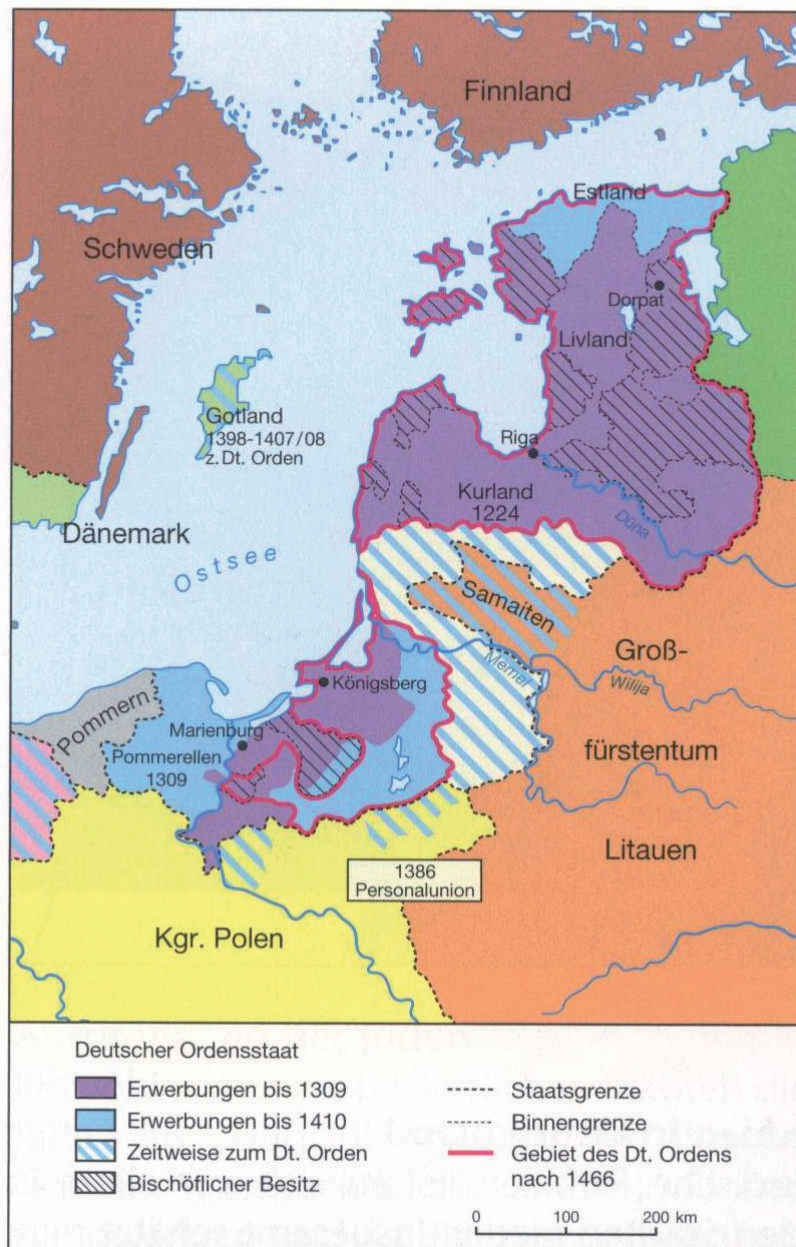 Finnland
Estland
Schweden
Dorpat
Livland
Gotland
1398-1407/08
z. Dt. Orden
Riga
Kurland
1224
Düna
Dänemark
Ostsee
Samaiten
Groß-
Memel
Wilija
Königsberg
Pommern
Marienburg
Pommerellen
1309
fürstentum
Litauen
1386
Personalunion
Kgr. Polen
Deutscher Ordensstaat
Erwerbungen bis 1309
Erwerbungen bis 1410
Zeitweise zum Dt. Orden
Bischöflicher Besitz
Staatsgrenze
Binnengrenze
Gebiet des Dt. Ordens
nach 1466
0 100 200 km